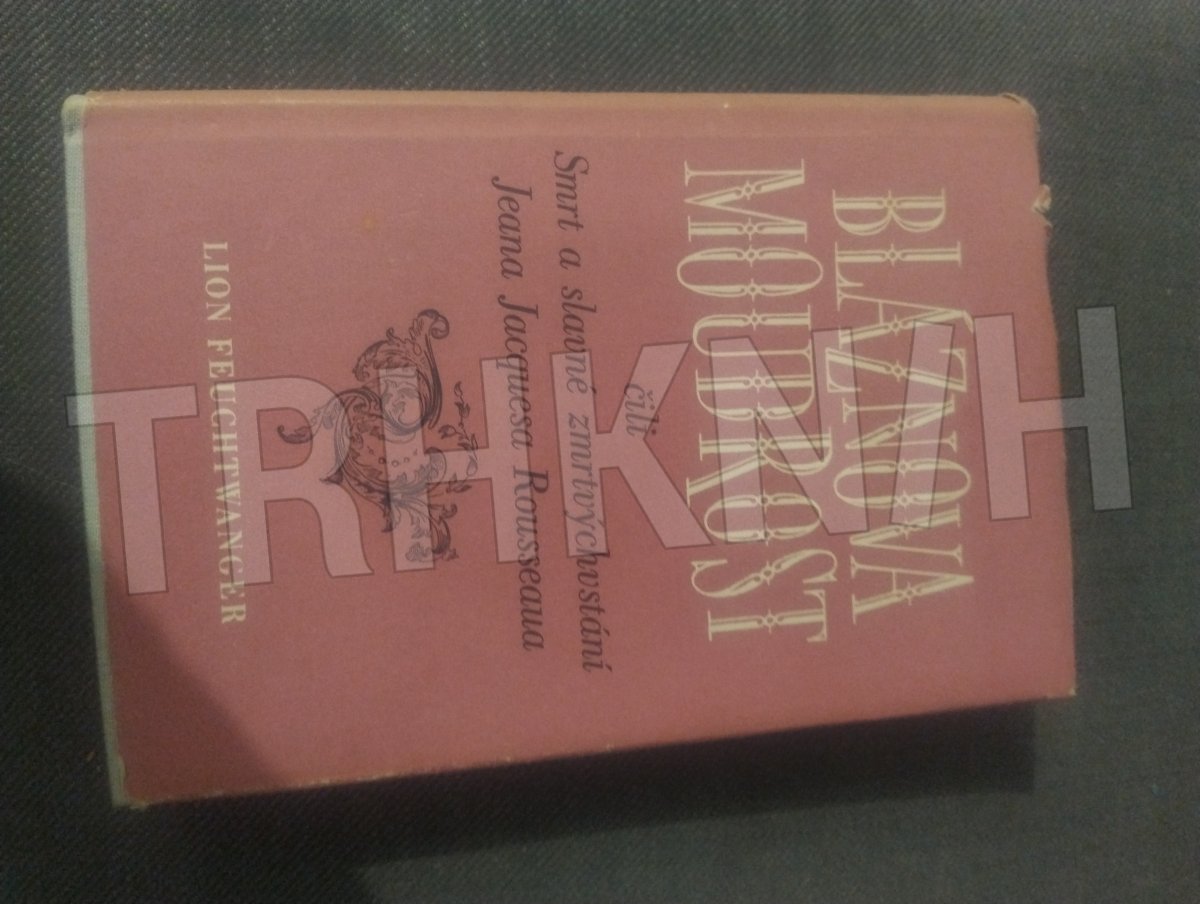 BLÁZNOVA
MOUDROST
čili
Smrt a slavné zmrtvýchvstání
Jeana Jacquesa Rousseaua
LION FEUCHTWANGER
TRHKNIH